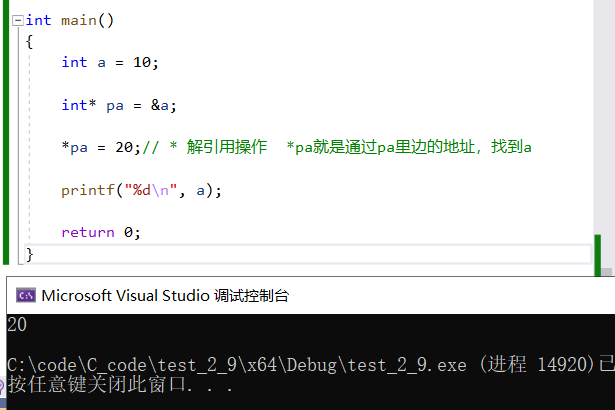 int main()
{
int a = 10;
int* pa = &a;
*pa = 20;// * 解引用操作 *pa就是通过pa里边的地址，找到a
printf("%d\n", a);
return 0;
}
Microsoft Visual Studio 调试控制台
20
C:\code\C_code\test_2_9\x64\Debug\test_2_9.exe (进程 14920)已
按任意键关闭此窗口. . .